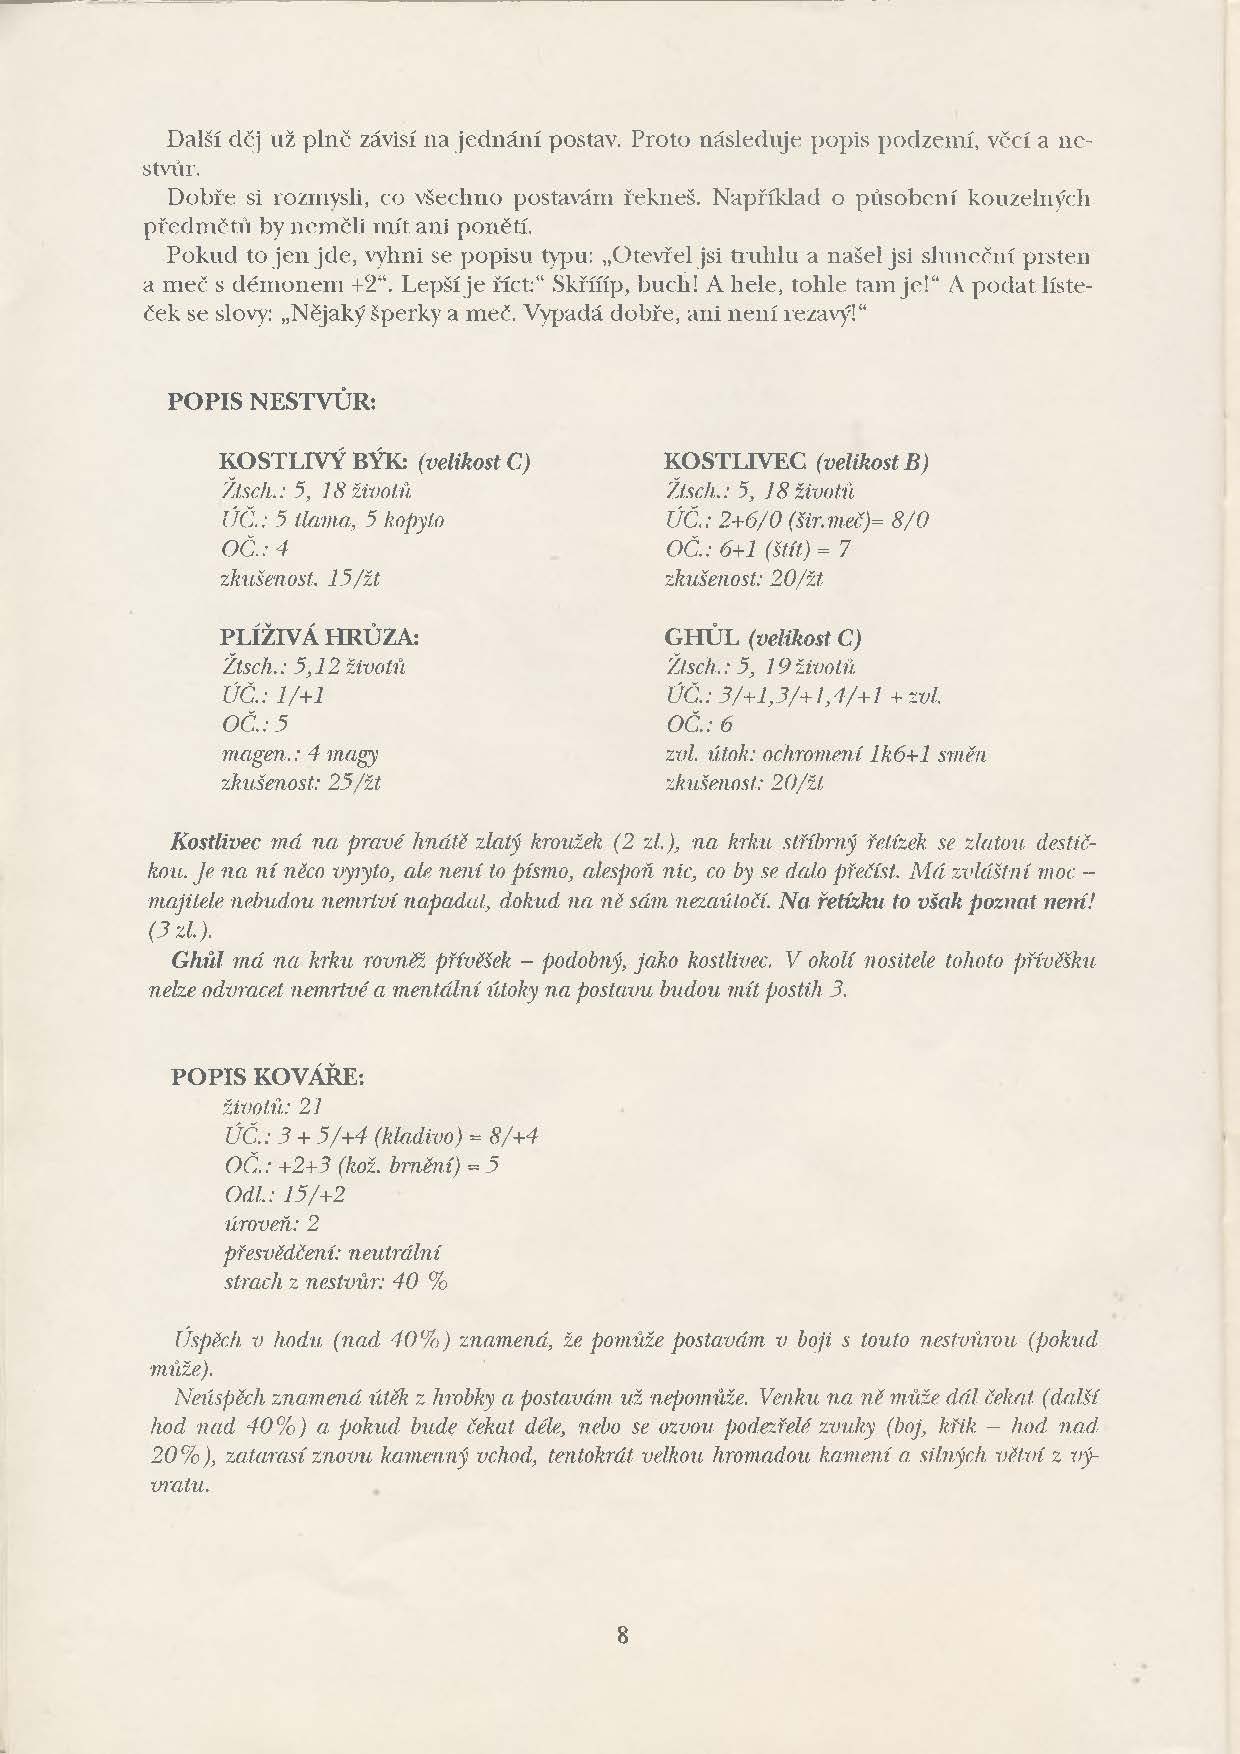 Další děj už plně závisí na jednání postav. Proto následuje popis podzemí, věcí a ne-
stvůr.
Dobře si rozmysli, co všechno postavám řekneš. Například o působení kouzelných
předmětů by neměli mít ani ponětí.
Pokud to jen jde, vyhni se popisu typu: „Otevřel jsi truhlu a našel jsi sluneční prsten
a meč s démonem +2“. Lepší je říct:“ Skřííííp, buch! A hele, tohle tam je!“ A podat líste-
ček se slovy: „Nějaký šperky a meč. Vypadá dobře, ani není rezavý!“
POPIS NESTVŮR:
KOSTLIVÝ BÝK: (velikost C)
Žtsch.: 5, 18 životů
ÚČ.: 5 tlama, 5 kopyto
OČ.: 4
zkušenost. 15/žt
KOSTLIVEC (velikost B)
Žtsch.: 5, 18 životů
ÚČ.: 2+6/0 (šir.meč)= 8/0
OČ.: 6+1 (štít) = 7
zkušenost: 20/žt
PLÍŽIVÁ HRŮZA:
Žtsch.: 5,12 životů
ÚČ.: 1/+1
OČ.: 5
magen.: 4 magy
zkušenost: 25/žt
GHŮL (velikost C)
Žtsch.: 5, 19 životů
ÚČ.: 3/+1,3/+1,4/+1 + zvl.
OČ.: 6
zvl. útok: ochromení 1k6+1 směn
zkušenost: 20/žt
Kostlivec má na pravé hnátě zlatý kroužek (2 zl.), na krku stříbrný řetízek se zlatou destič-
kou. Je na ní něco vyryto, ale není to písmo, alespoň nic, co by se dalo přečíst. Má zvláštní moc –
majitele nebudou nemrtví napadat, dokud na ně sám nezaútočí. Na řetízku to však poznat není!
(3 zl.).
Ghůl má na krku rovněž přívěšek – podobný, jako kostlivec. V okolí nositele tohoto přívěšku
nelze odvracet nemrtvé a mentální útoky na postavu budou mít postih 3.
POPIS KOVÁŘE:
životů: 21
ÚČ.: 3 + 5/+4 (kladivo) = 8/+4
OČ.: +2+3 (kož. brnění) = 5
Odl.: 15/+2
úroveň: 2
přesvědčení: neutrální
strach z nestvůr: 40 %
Úspěch v hodu (nad 40%) znamená, že pomůže postavám v boji s touto nestvůrou (pokud
může).
Neúspěch znamená útěk z hrobky a postavám už nepomůže. Venku na ně může dál čekat (další
hod nad 40%) a pokud bude čekat déle, nebo se ozvou podezřelé zvuky (boj, křik – hod nad
20%), zatarasí znovu kamenný vchod, tentokrát velkou hromadou kamení a silných větví z vý-
vratu.
8